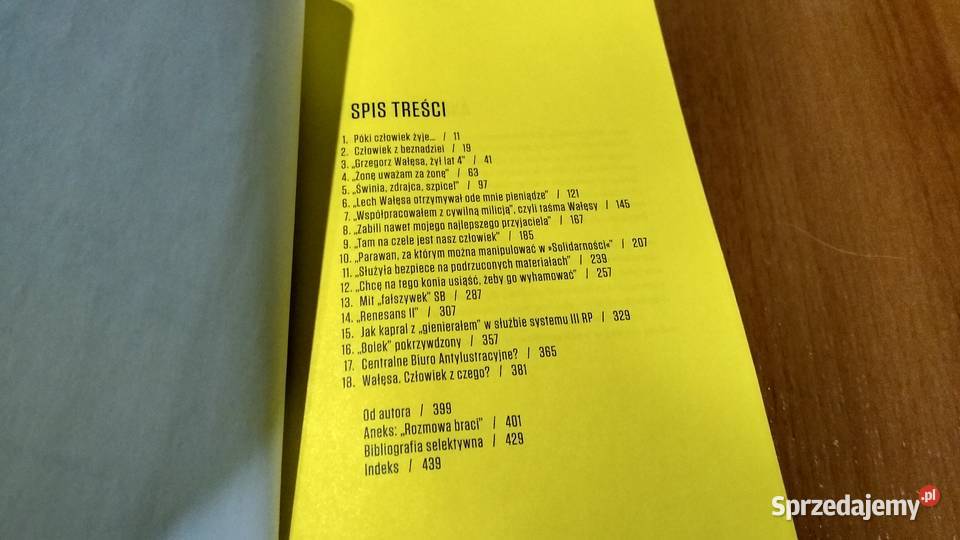 SPIS TREŚCI
1. Póki człowiek żyje... / 11
2. Człowiek z beznadziei / 19
3. „Grzegorz Wałęsa, żył lat 4” / 41
4. „Żonę uważam za żonę” / 63
5. „Świnia, zdrajca, szpicel” / 97
6. „Lech Wałęsa otrzymywał ode mnie pieniądze” / 121
7. „Współpracowałem z cywilną milicją”, czyli taśma Wałęsy / 145
8. „Zabili nawet mojego najlepszego przyjaciela” / 167
9. „Tam na czele jest nasz człowiek” / 185
10. „Parawan, za którym można manipulować w »Solidarności«” / 207
11. „Służyła bezpiece na podrzuconych materiałach” / 239
12. „Chcę na tego konia usiąść, żeby go wyhamować” / 257
13. Mit „fałszywek” SB / 287
14. „Renesans II” / 307
15. Jak kapral z „gienierałem” w służbie systemu III RP / 329
16. „Bolek” pokrzywdzony / 357
17. Centralne Biuro Antylustracyjne? / 365
18. Wałęsa. Człowiek z czego? / 381
Od autora / 399
Aneks: „Rozmowa braci” / 401
Bibliografia selektywna / 429
Indeks / 439
Sprzedajemy.pl